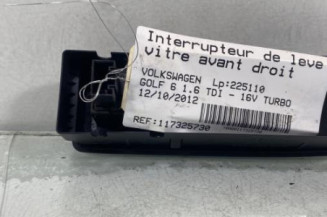 Interrupteur de leve
vitre avant droit
VOLKSWAGEN Lp:225110
GOLF 6 1.6 TDI - 16V TURBO
12/10/2012
REF:117325730